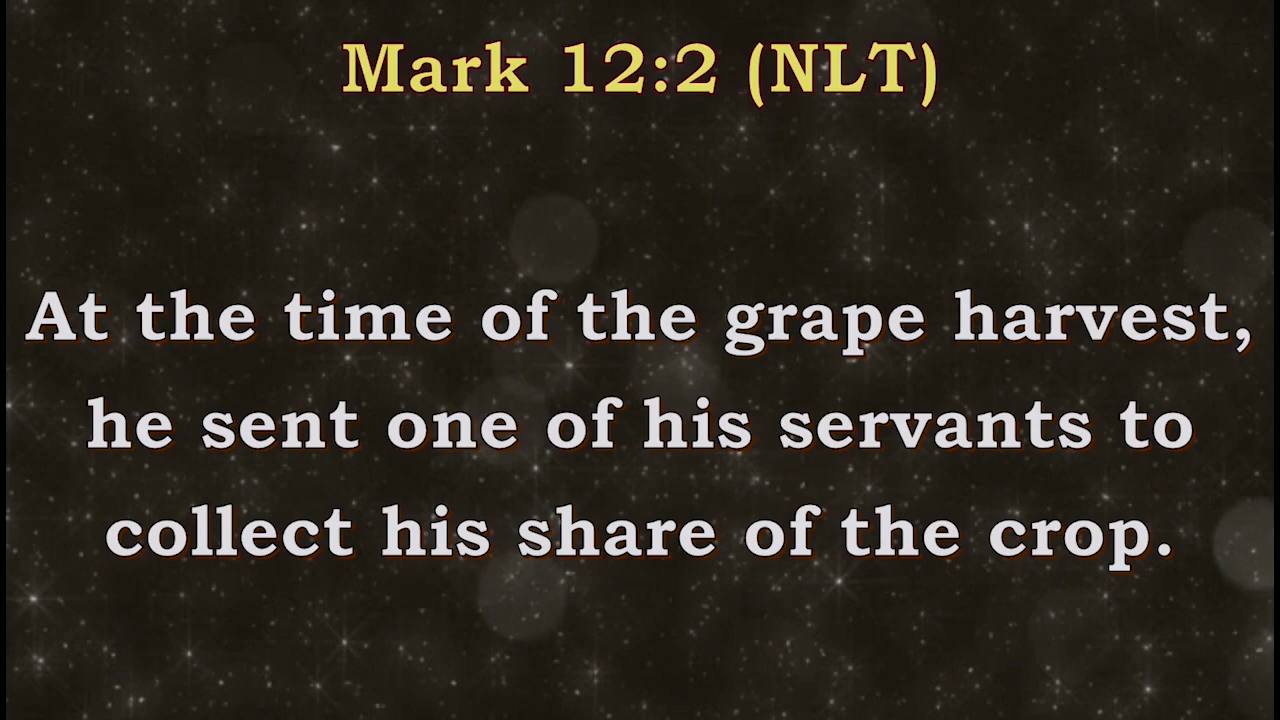 Mark 12:2 (NLT)
At the time of the grape harvest,
he sent one of his servants to
collect his share of the crop.